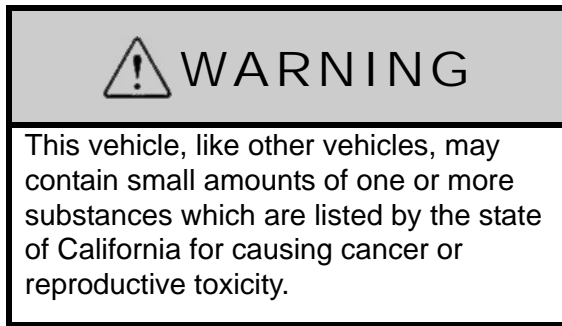 WARNING
This vehicle, like other vehicles, may
contain small amounts of one or more
substances which are listed by the state
of California for causing cancer or
reproductive toxicity.